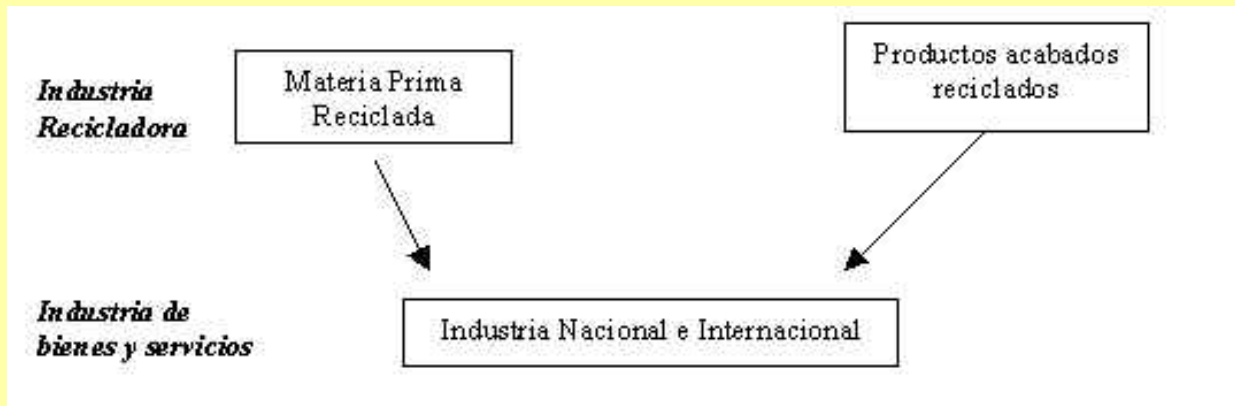 Industria
Recicladora
Materia Prima
Reciclada
Productos acabados
reciclados
Industria de
bienes y servicios
Industria Nacional e Internacional